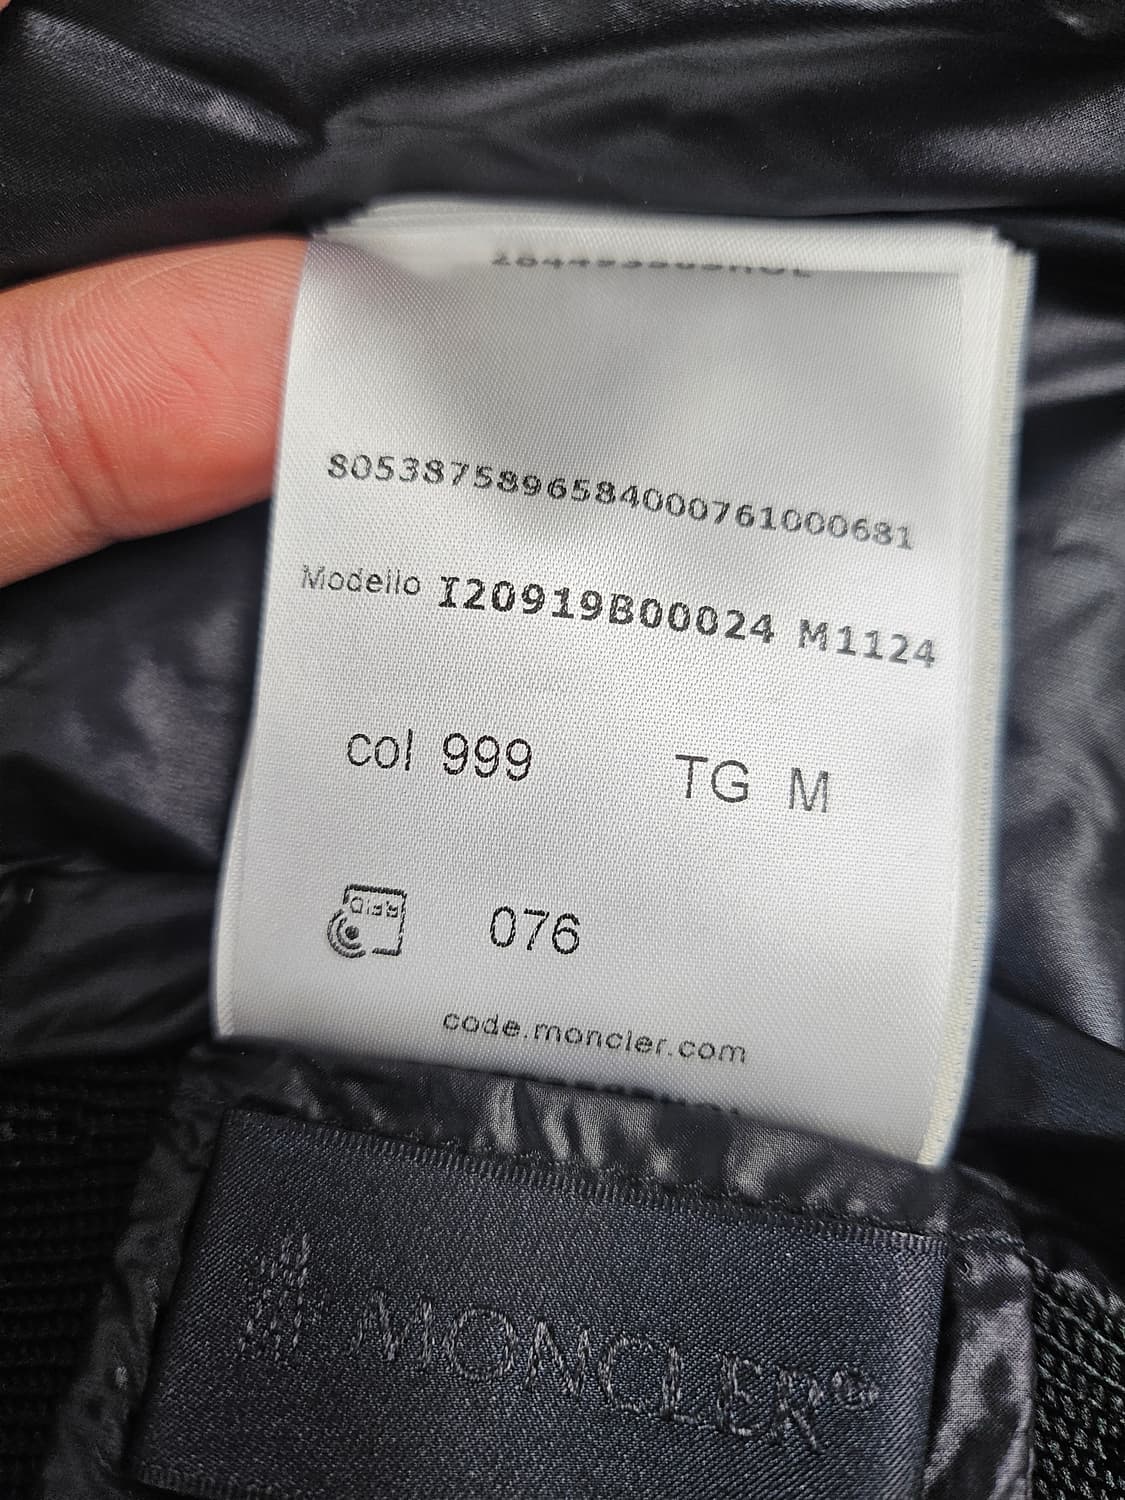 8053875896584000761000681
Modello I20919B00024 M1124
col 999 TG M
076
code.moncler.com
MONCLER®